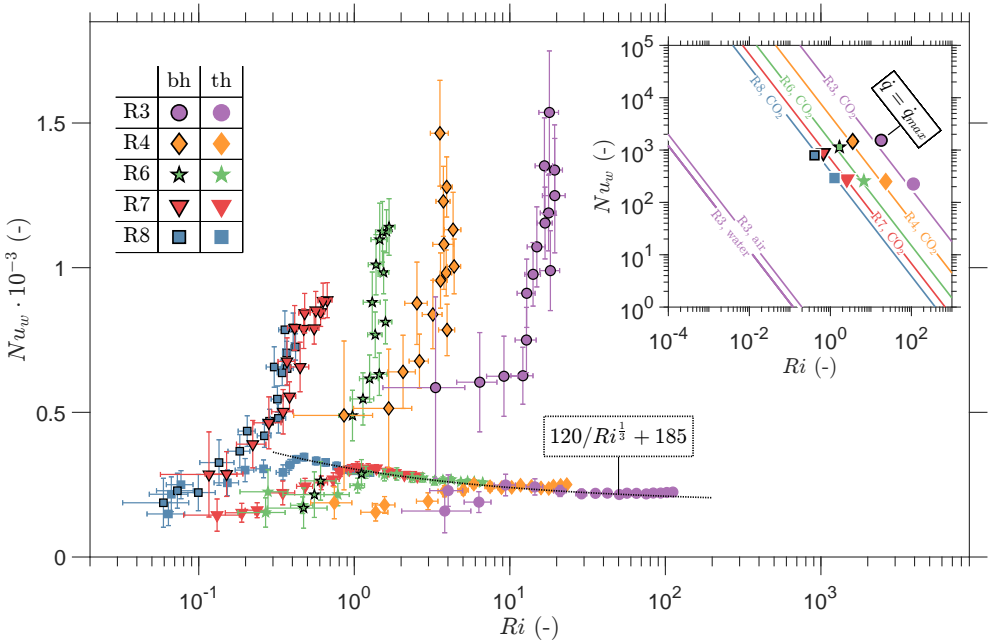 bh th
R3
R4
R6
R7
R8
Nu_w · 10^{-3} (-)
1.5
1
0.5
0
10^{-1} 10^0 10^1 10^2 10^3
Ri (-)
120/Ri^{1/3} + 185
Nu_w (-)
10^5
10^4
10^3
10^2
10^1
10^0
10^{-4} 10^{-2} 10^0 10^2
Ri (-)
R8, CO₂
R7, CO₂
R6, CO₂
R4, CO₂
R3, CO₂
R3, air
R3, water
q̇ = q̇_{max}